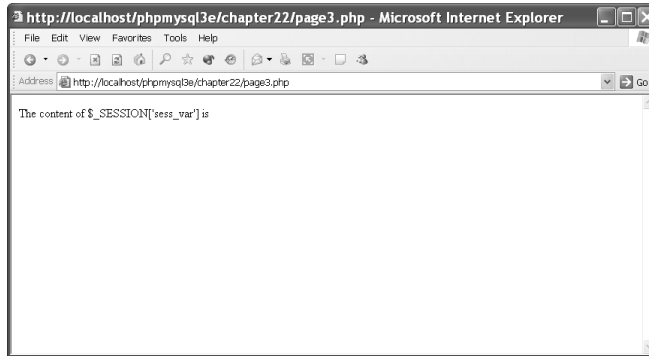 http://localhost/phpmysql3e/chapter22/page3.php - Microsoft Internet Explorer
File Edit View Favorites Tools Help
Address http://localhost/phpmysql3e/chapter22/page3.php Go
The content of $_SESSION['sess_var'] is